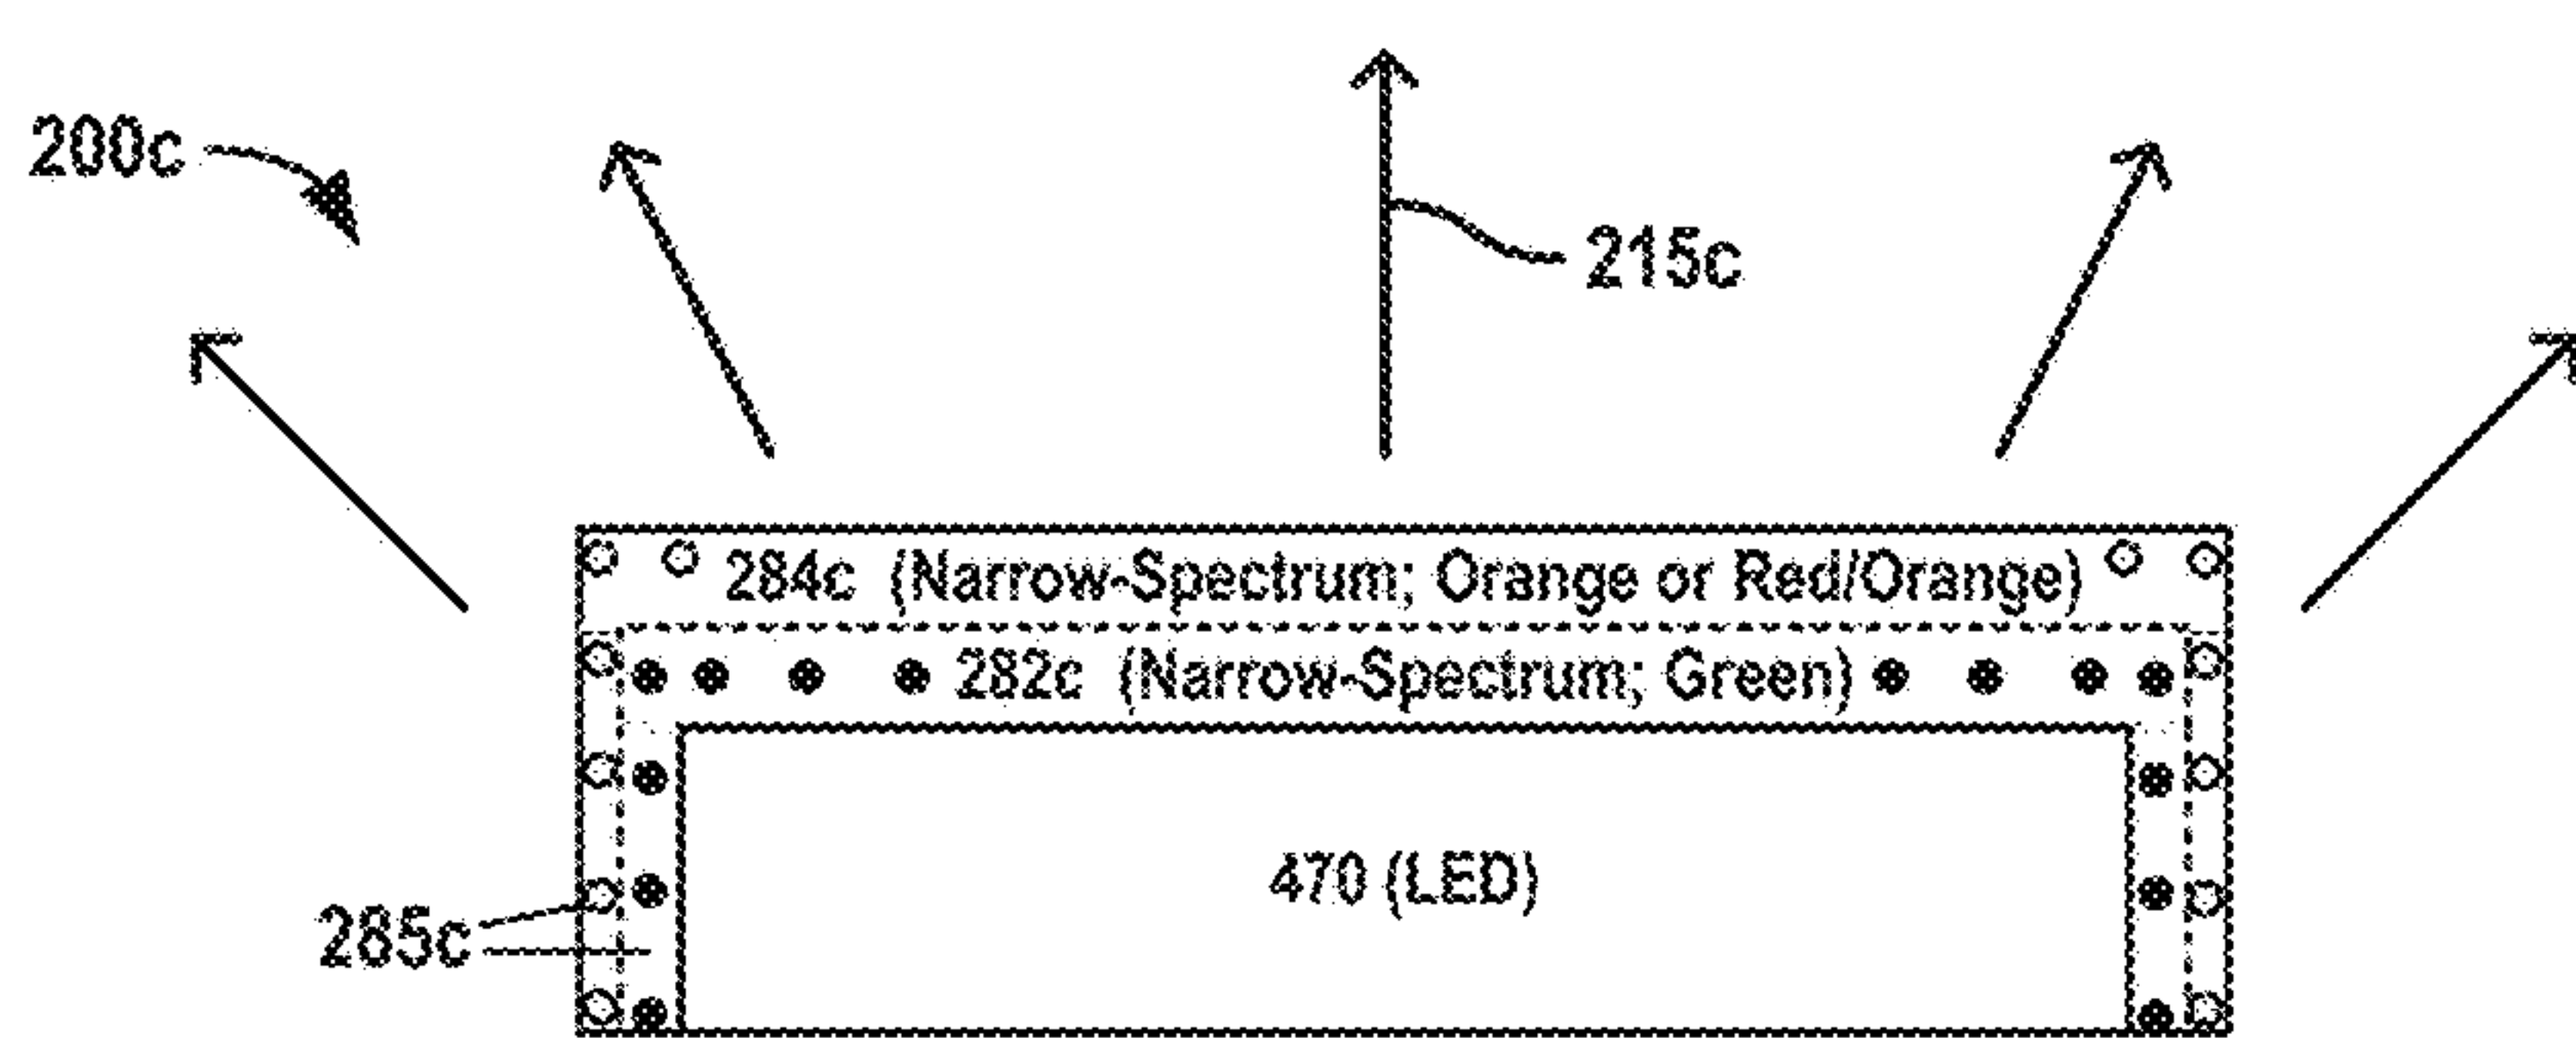 200c
215c
284c (Narrow-Spectrum; Orange or Red/Orange)
282c (Narrow-Spectrum; Green)
470 (LED)
285c